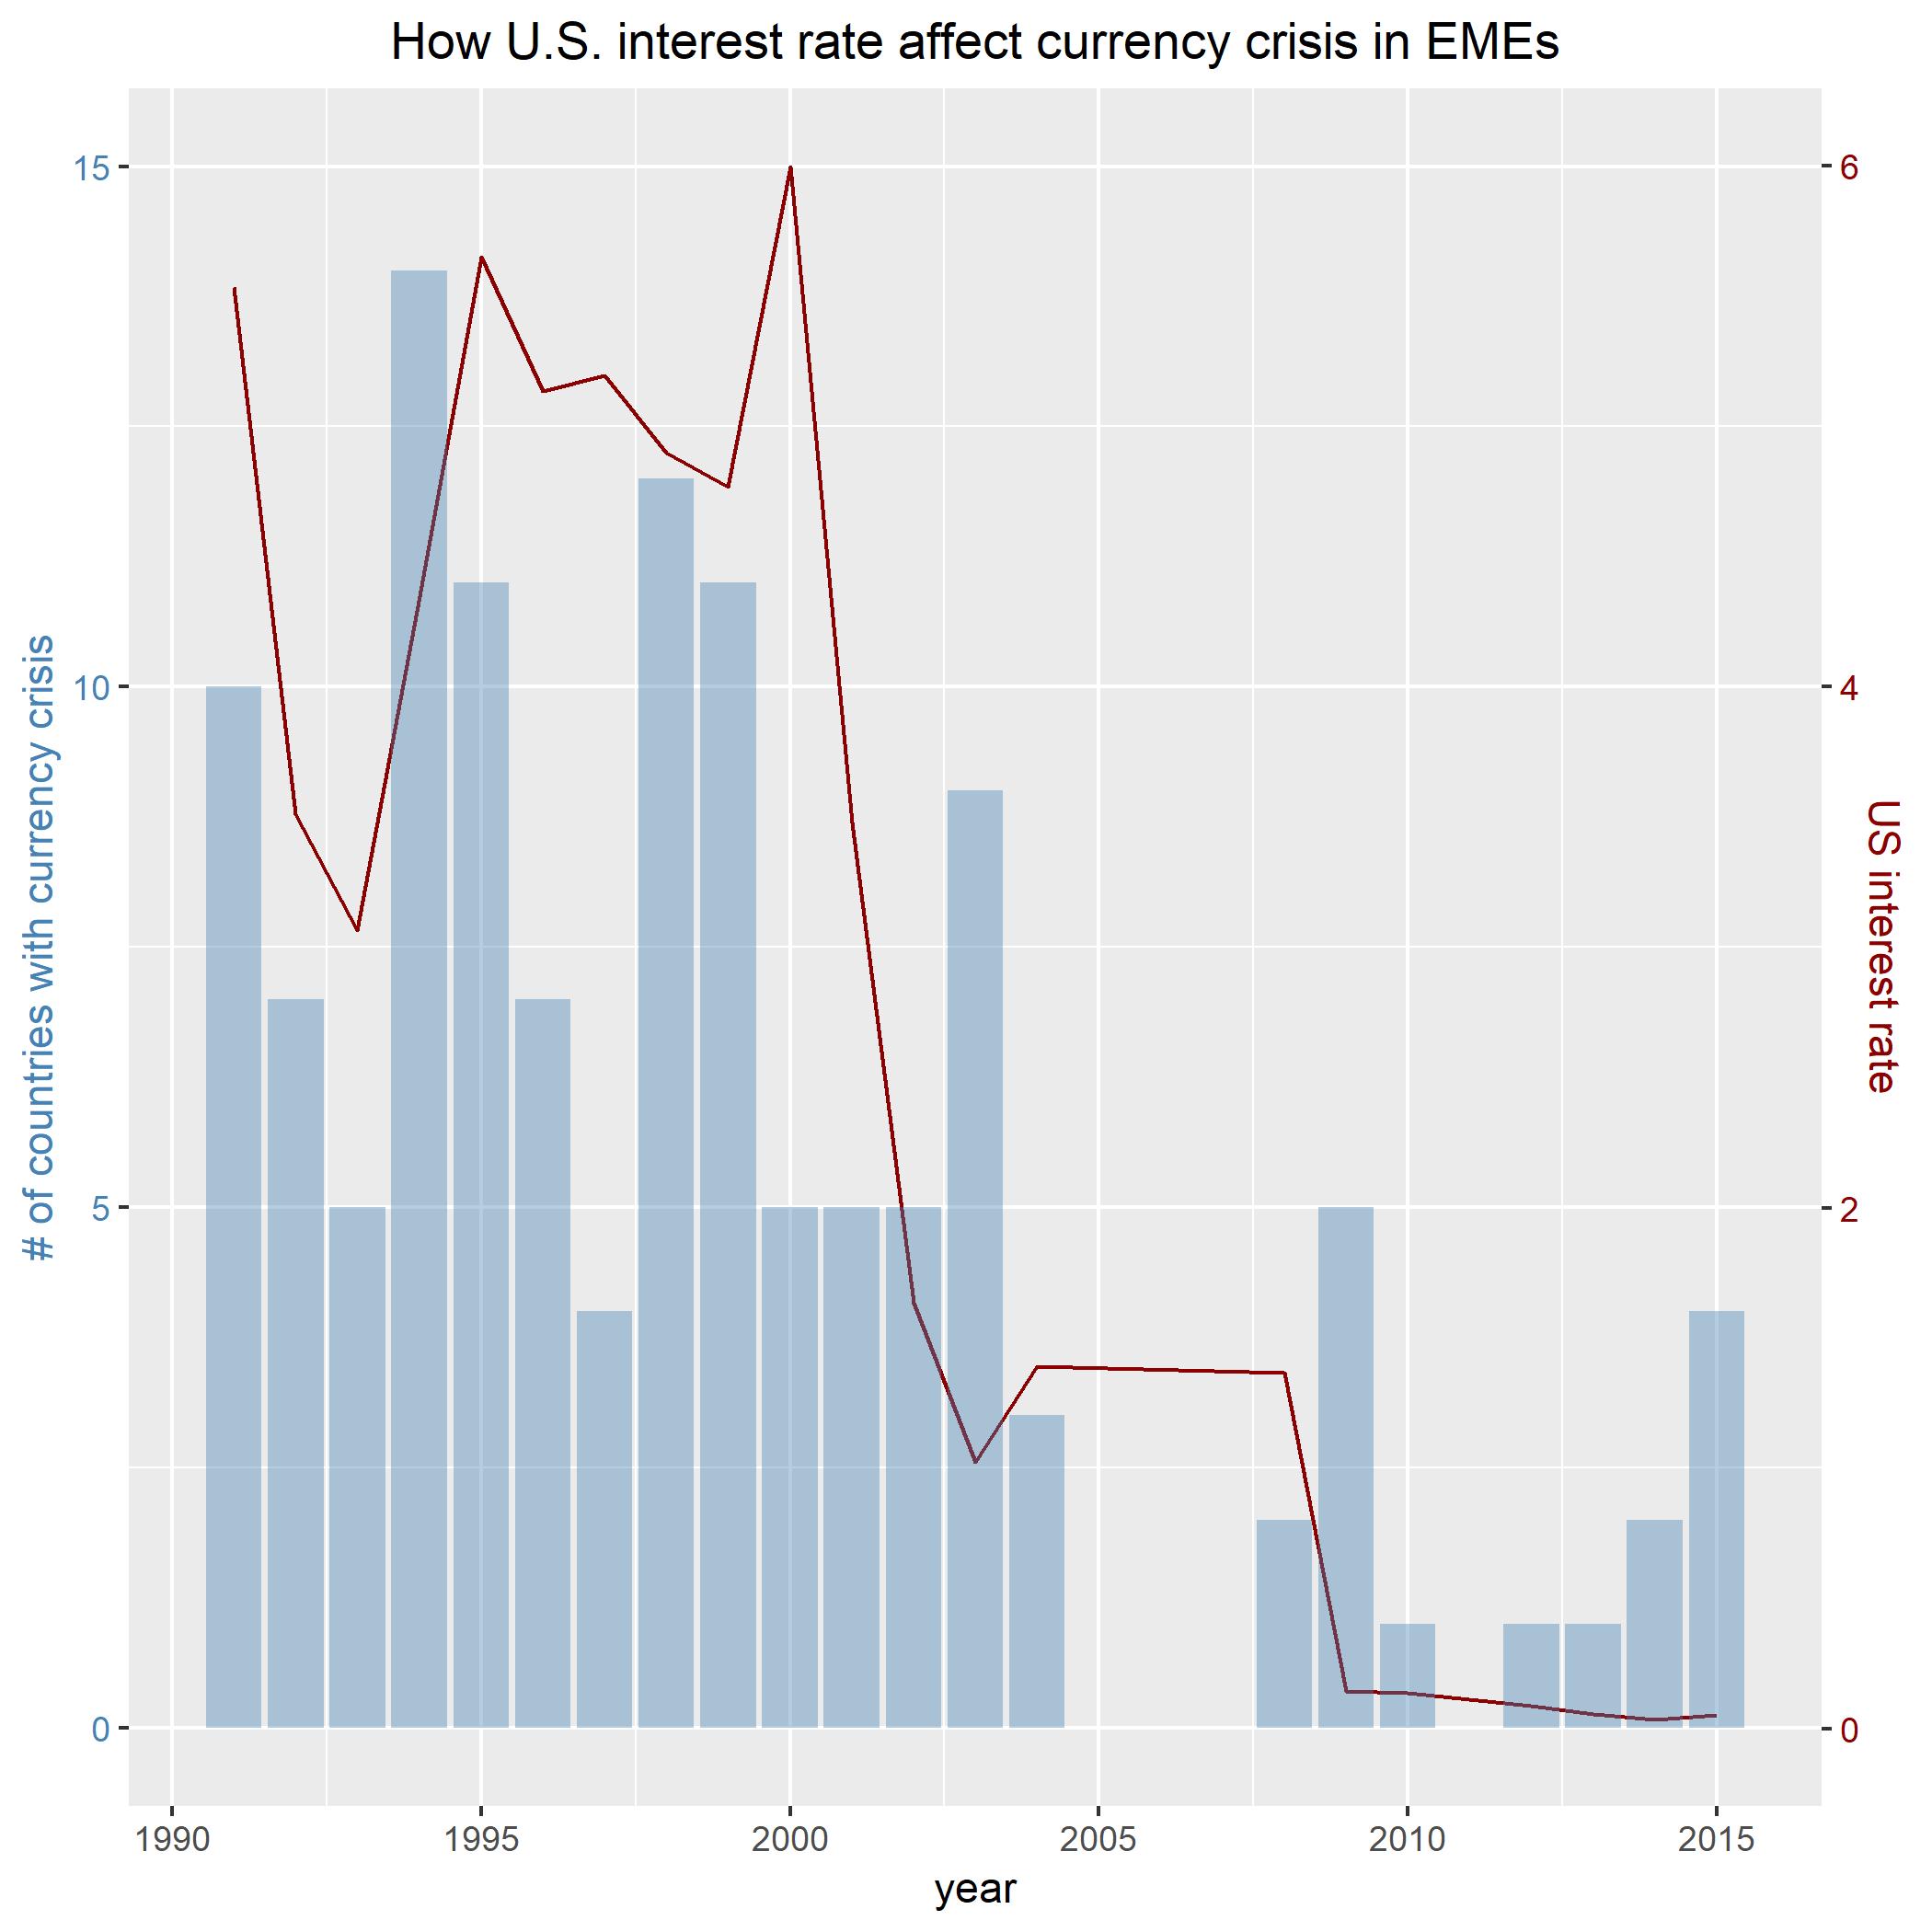 How U.S. interest rate affect currency crisis in EMEs
# of countries with currency crisis
15
10
5
0
6
4
2
0
US interest rate
1990 1995 2000 2005 2010 2015
year